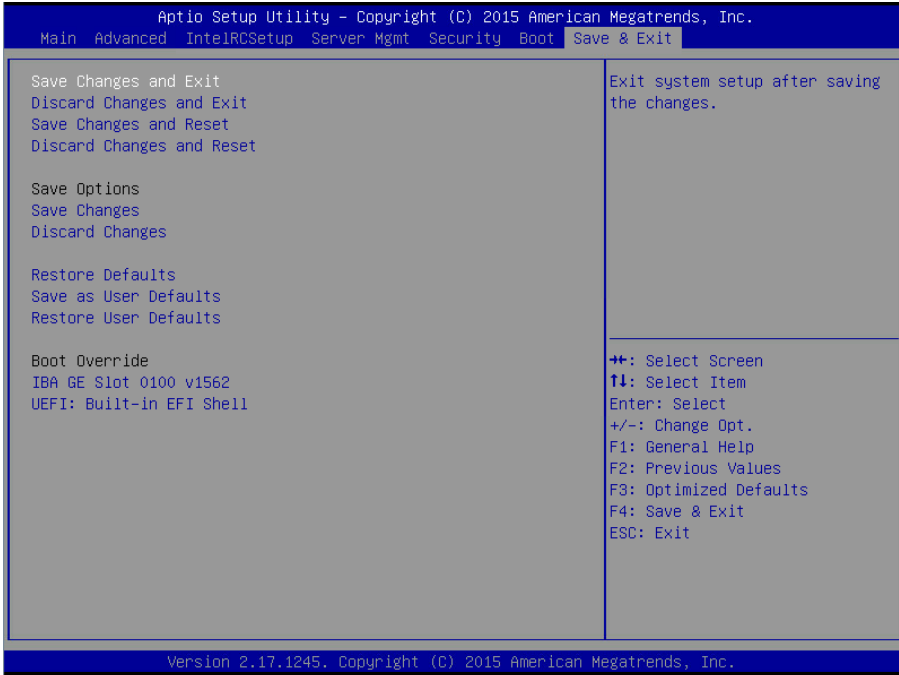 Aptio Setup Utility – Copyright (C) 2015 American Megatrends, Inc.
Main Advanced IntelRCSetup Server Mgmt Security Boot Save & Exit
Save Changes and Exit
Discard Changes and Exit
Save Changes and Reset
Discard Changes and Reset
Save Options
Save Changes
Discard Changes
Restore Defaults
Save as User Defaults
Restore User Defaults
Boot Override
IBA GE Slot 0100 v1562
UEFI: Built-in EFI Shell
Exit system setup after saving
the changes.
→←: Select Screen
↑↓: Select Item
Enter: Select
+/-: Change Opt.
F1: General Help
F2: Previous Values
F3: Optimized Defaults
F4: Save & Exit
ESC: Exit
Version 2.17.1245. Copyright (C) 2015 American Megatrends, Inc.